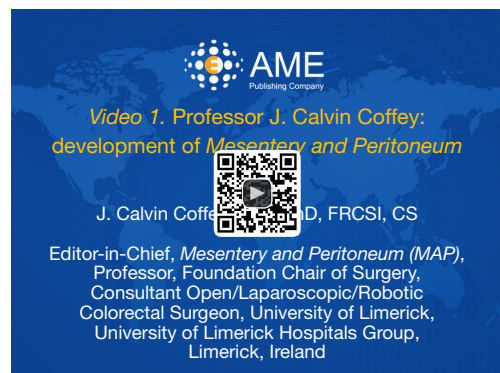 AME
Publishing Company
Video 1. Professor J. Calvin Coffey:
development of Mesentery and Peritoneum
J. Calvin Coffe D, FRCSI, CS
Editor-in-Chief, Mesentery and Peritoneum (MAP),
Professor, Foundation Chair of Surgery,
Consultant Open/Laparoscopic/Robotic
Colorectal Surgeon, University of Limerick,
University of Limerick Hospitals Group,
Limerick, Ireland